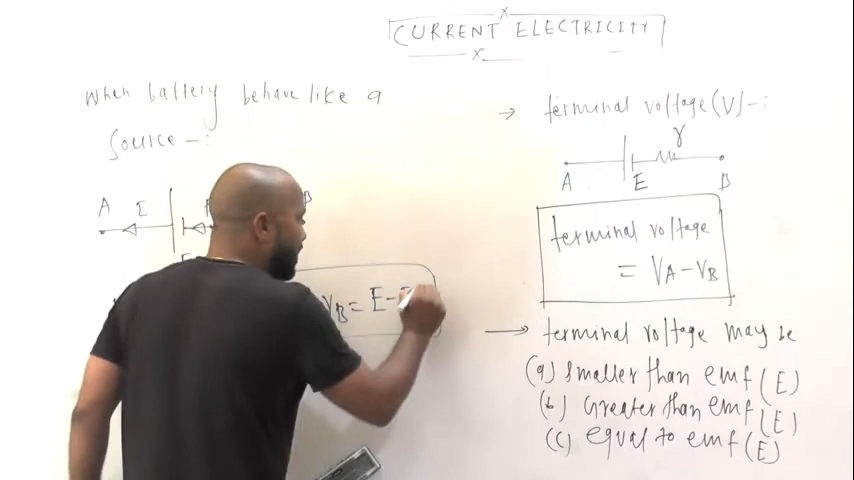 CURRENT ELECTRICITY
When battery behave like a
Source -:
A E B
VB = E -
→ terminal voltage (V) -:
r
A E B
terminal voltage
= VA - VB
→ terminal voltage may be
(a) smaller than emf (E)
(b) Greater than emf (E)
(c) equal to emf (E)